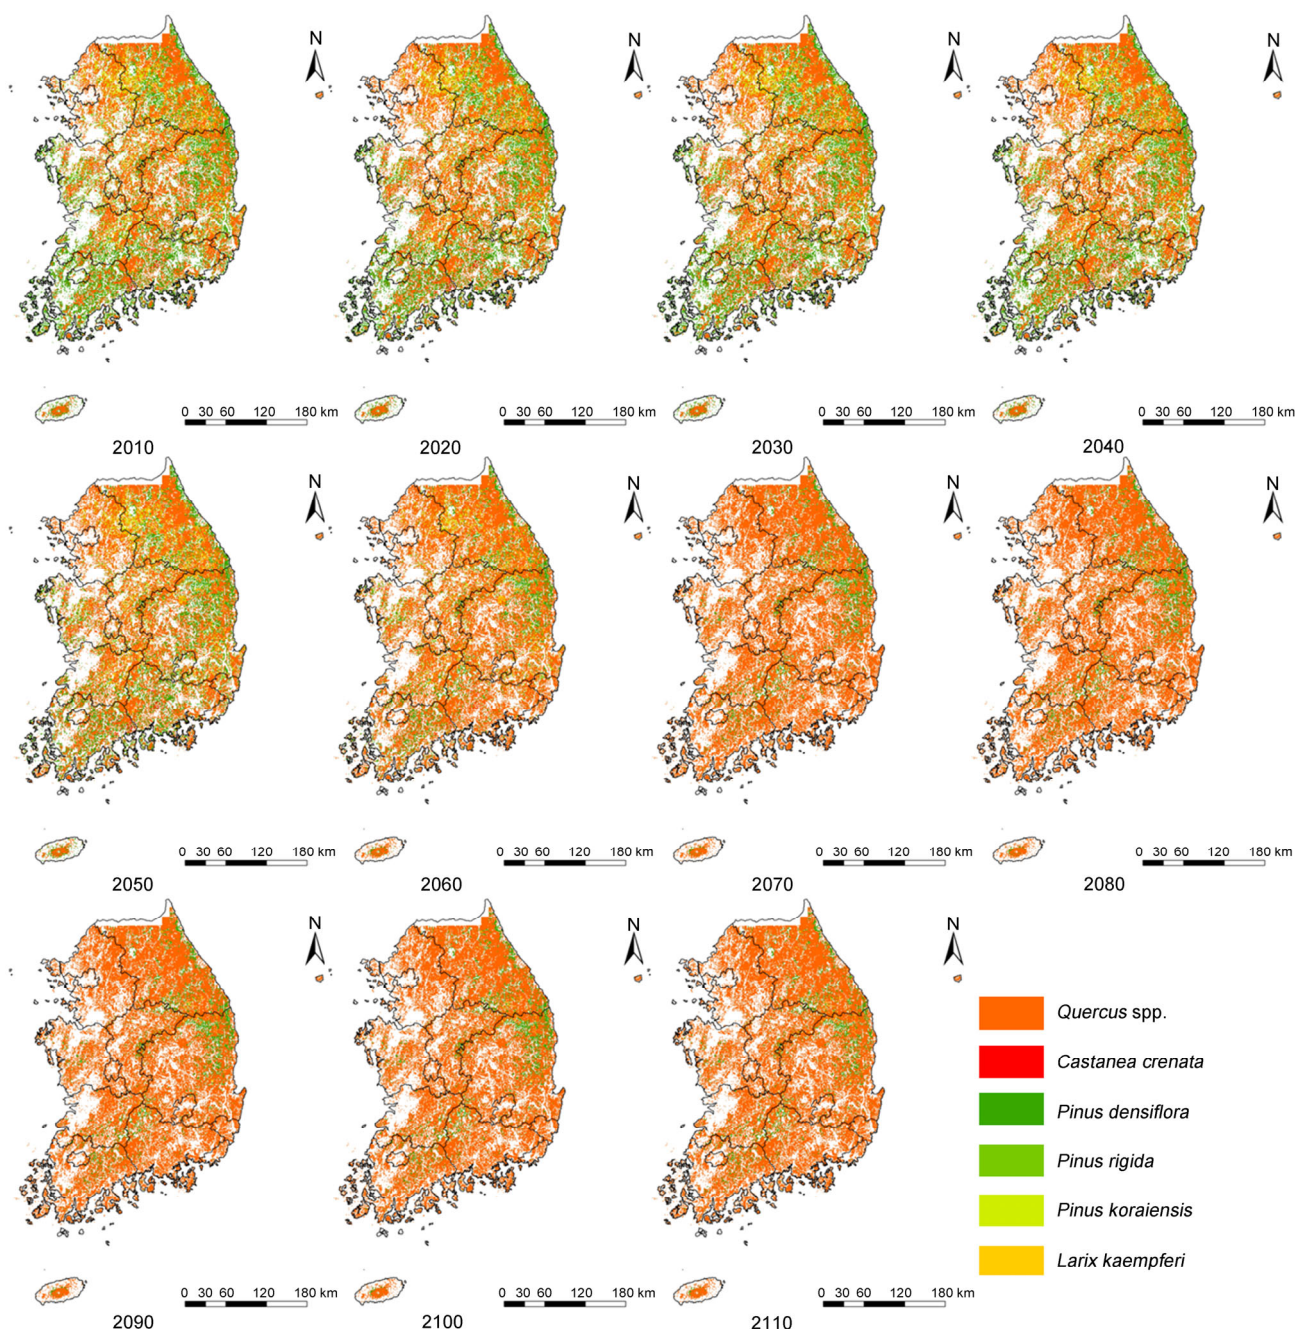 N
N
N
N
0 30 60 120 180 km
0 30 60 120 180 km
0 30 60 120 180 km
0 30 60 120 180 km
2010
2020
2030
2040
N
N
N
N
0 30 60 120 180 km
0 30 60 120 180 km
0 30 60 120 180 km
0 30 60 120 180 km
2050
2060
2070
2080
N
N
N
Quercus spp.
Castanea crenata
Pinus densiflora
Pinus rigida
Pinus koraiensis
Larix kaempferi
0 30 60 120 180 km
0 30 60 120 180 km
0 30 60 120 180 km
2090
2100
2110